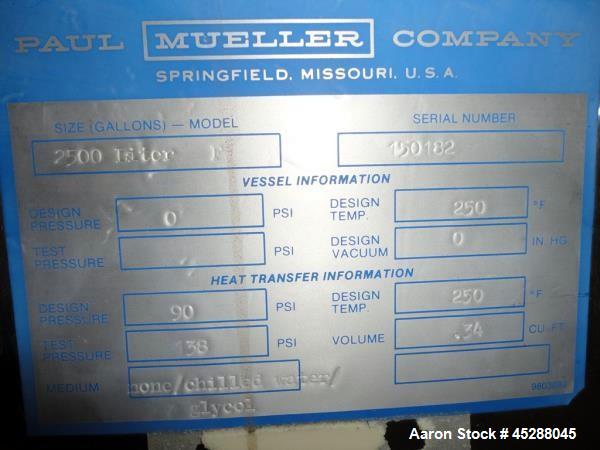 PAUL MUELLER COMPANY
SPRINGFIELD, MISSOURI, U.S.A.
SIZE (GALLONS) — MODEL SERIAL NUMBER
2500 Liter F 150182
VESSEL INFORMATION
DESIGN PRESSURE 0 PSI DESIGN TEMP. 250 °F
TEST PRESSURE PSI DESIGN VACUUM 0 IN. HG.
HEAT TRANSFER INFORMATION
DESIGN PRESSURE 90 PSI DESIGN TEMP. 250 °F
TEST PRESSURE 138 PSI VOLUME .34 CU. FT.
MEDIUM none/chilled water/
glycol
Aaron Stock # 45288045